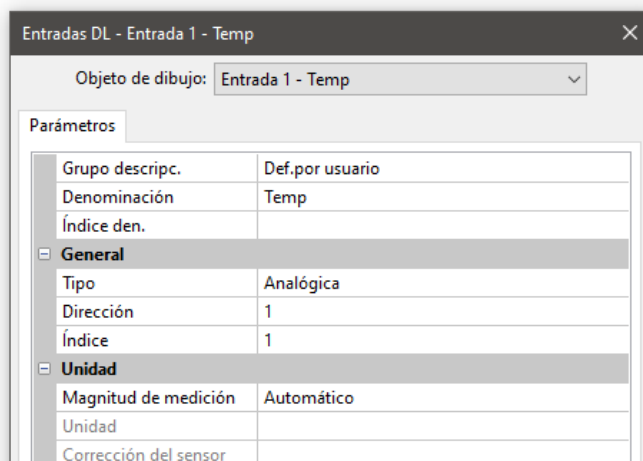 Entradas DL - Entrada 1 - Temp
Objeto de dibujo: Entrada 1 - Temp
Parámetros
Grupo descripc. Def.por usuario
Denominación Temp
Índice den.
General
Tipo Analógica
Dirección 1
Índice 1
Unidad
Magnitud de medición Automático
Unidad
Corrección del sensor